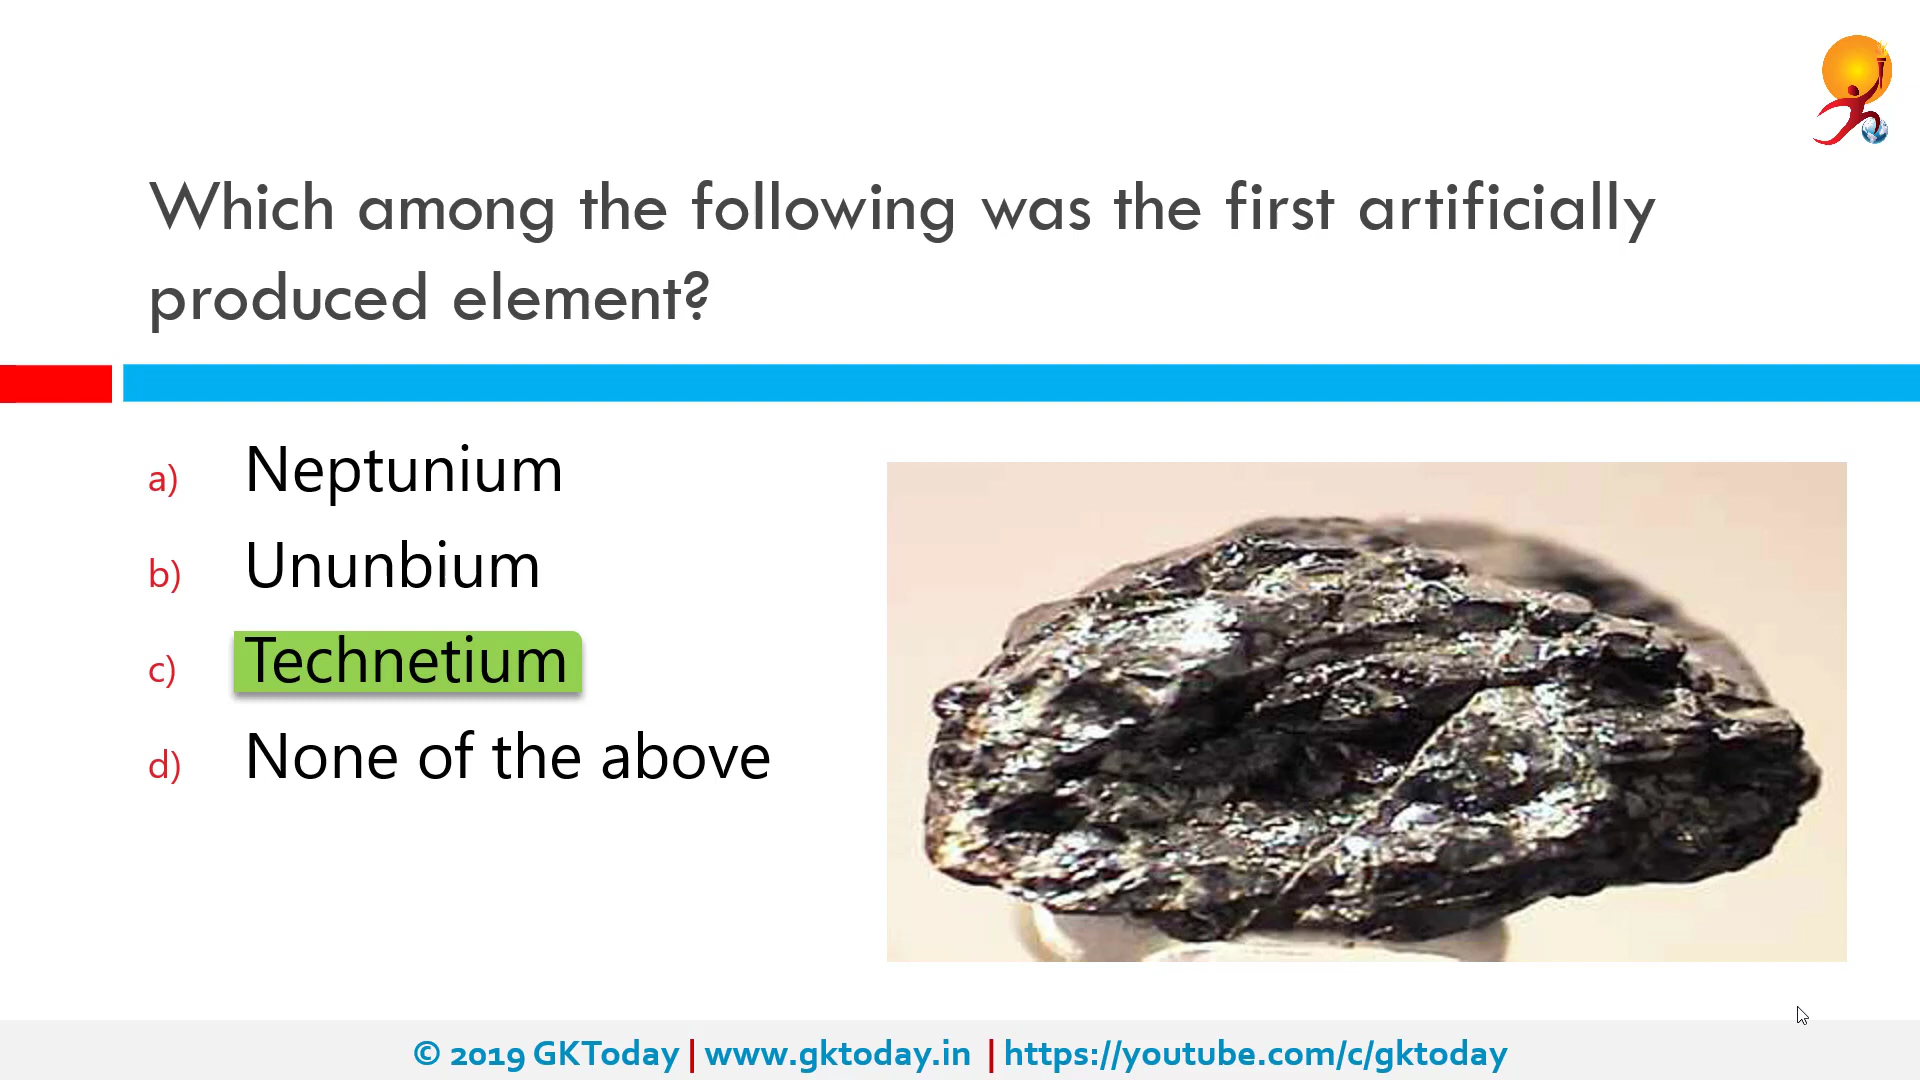 Which among the following was the first artificially
produced element?
a) Neptunium
b) Ununbium
c) Technetium
d) None of the above
© 2019 GKToday | www.gktoday.in | https://youtube.com/c/gktoday